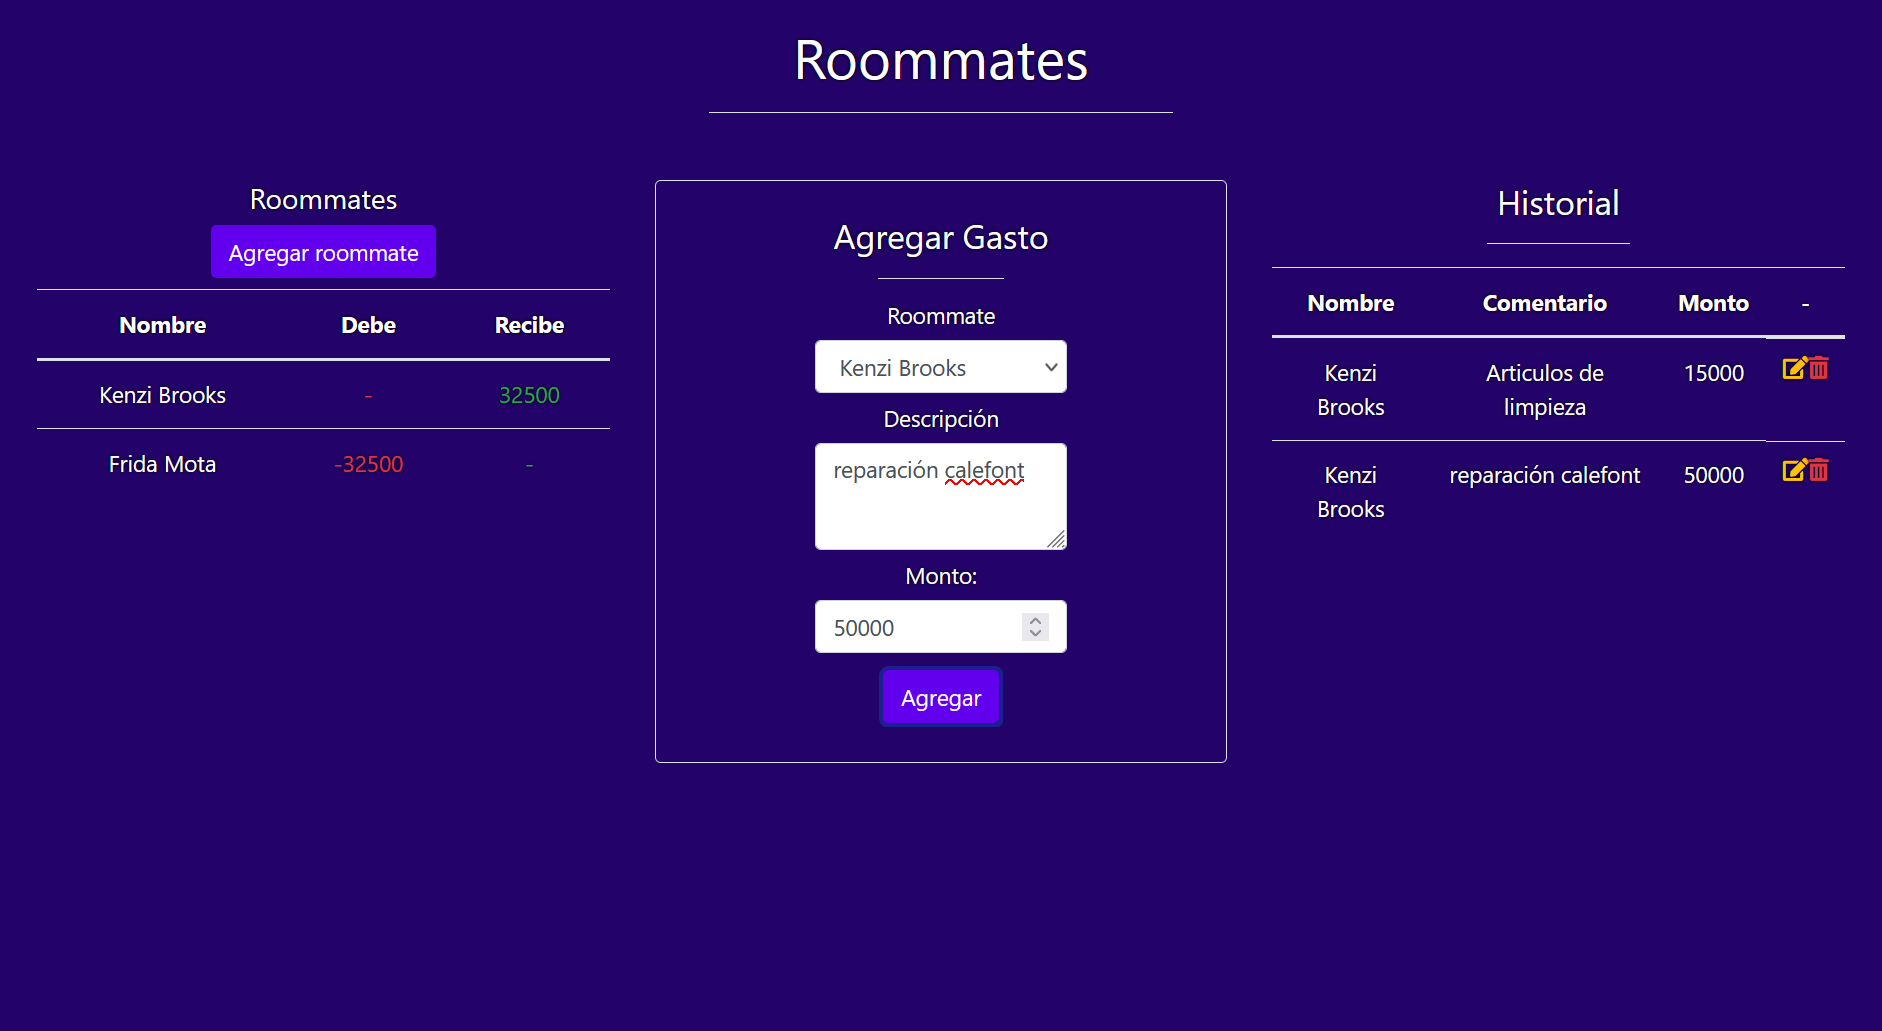 Roommates
Roommates
Agregar roommate
Nombre Debe Recibe
Kenzi Brooks - 32500
Frida Mota -32500 -
Agregar Gasto
Roommate
Kenzi Brooks
Descripción
reparación calefont
Monto:
50000
Agregar
Historial
Nombre Comentario Monto -
Kenzi Articulos de 15000
Brooks limpieza
Kenzi reparación calefont 50000
Brooks